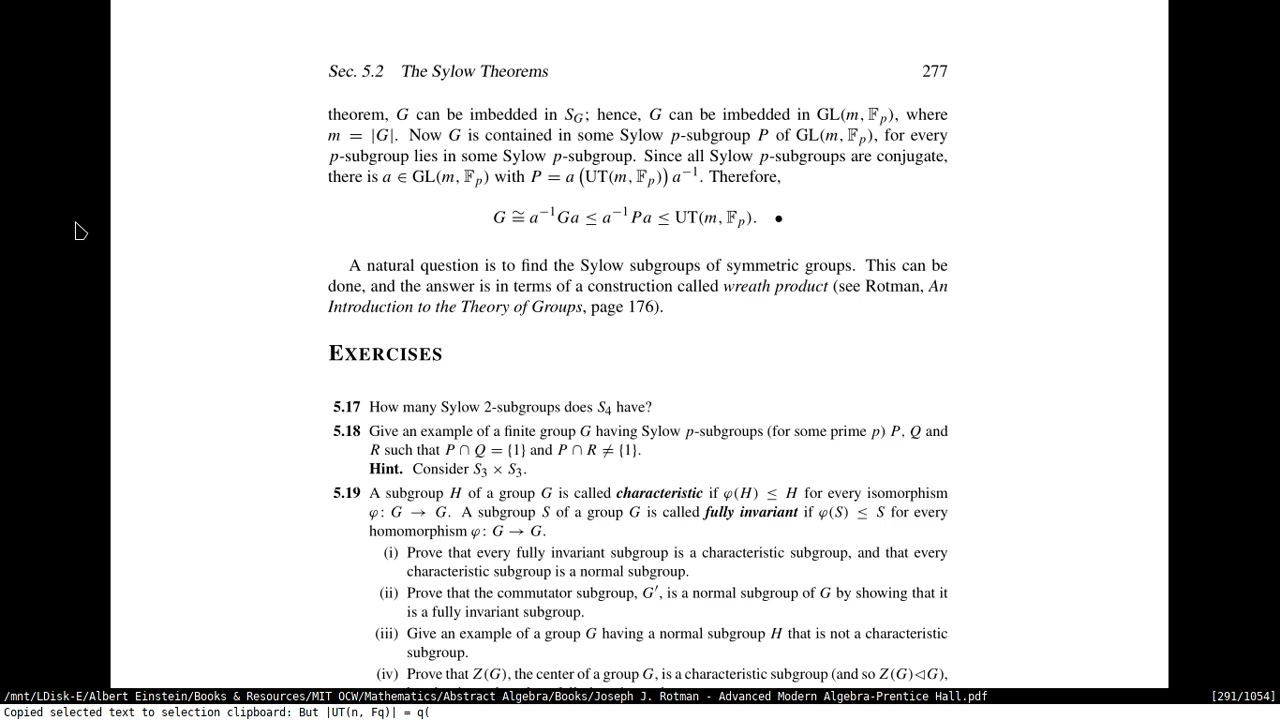 Sec. 5.2 The Sylow Theorems 277
theorem, G can be imbedded in S_G; hence, G can be imbedded in GL(m, 𝔽_p), where
m = |G|. Now G is contained in some Sylow p-subgroup P of GL(m, 𝔽_p), for every
p-subgroup lies in some Sylow p-subgroup. Since all Sylow p-subgroups are conjugate,
there is a ∈ GL(m, 𝔽_p) with P = a (UT(m, 𝔽_p)) a⁻¹. Therefore,
G ≅ a⁻¹Ga ≤ a⁻¹Pa ≤ UT(m, 𝔽_p). •
A natural question is to find the Sylow subgroups of symmetric groups. This can be
done, and the answer is in terms of a construction called wreath product (see Rotman, An
Introduction to the Theory of Groups, page 176).
EXERCISES
5.17 How many Sylow 2-subgroups does S₄ have?
5.18 Give an example of a finite group G having Sylow p-subgroups (for some prime p) P, Q and
R such that P ∩ Q = {1} and P ∩ R ≠ {1}.
Hint. Consider S₃ × S₃.
5.19 A subgroup H of a group G is called characteristic if φ(H) ≤ H for every isomorphism
φ: G → G. A subgroup S of a group G is called fully invariant if φ(S) ≤ S for every
homomorphism φ: G → G.
(i) Prove that every fully invariant subgroup is a characteristic subgroup, and that every
characteristic subgroup is a normal subgroup.
(ii) Prove that the commutator subgroup, G′, is a normal subgroup of G by showing that it
is a fully invariant subgroup.
(iii) Give an example of a group G having a normal subgroup H that is not a characteristic
subgroup.
(iv) Prove that Z(G), the center of a group G, is a characteristic subgroup (and so Z(G)◁G),
/mnt/LDisk-E/Albert Einstein/Books & Resources/MIT OCW/Mathematics/Abstract Algebra/Books/Joseph J. Rotman - Advanced Modern Algebra-Prentice Hall.pdf [291/1054]
Copied selected text to selection clipboard: But |UT(n, Fq)| = q(